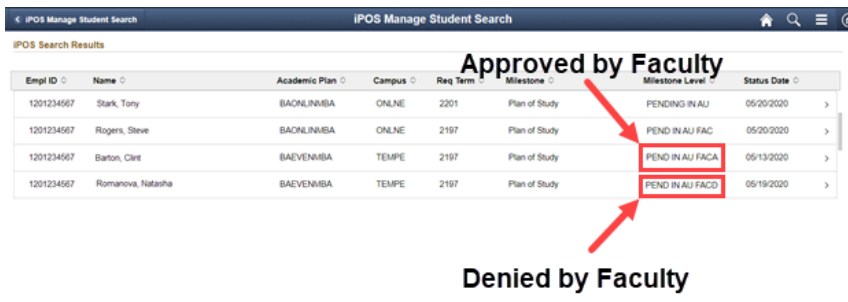 iPOS Manage Student Search
iPOS Manage Student Search
iPOS Search Results
Approved by Faculty
Empl ID Name Academic Plan Campus Req Term Milestone Milestone Level Status Date
1201234567 Stark, Tony BAONLINMBA ONLNE 2201 Plan of Study PENDING IN AU 05/20/2020
1201234567 Rogers, Steve BAONLINMBA ONLNE 2197 Plan of Study PEND IN AU FAC 05/20/2020
1201234567 Barton, Clint BAEVENMBA TEMPE 2197 Plan of Study PEND IN AU FACA 05/13/2020
1201234567 Romanova, Natasha BAEVENMBA TEMPE 2197 Plan of Study PEND IN AU FACD 05/19/2020
Denied by Faculty